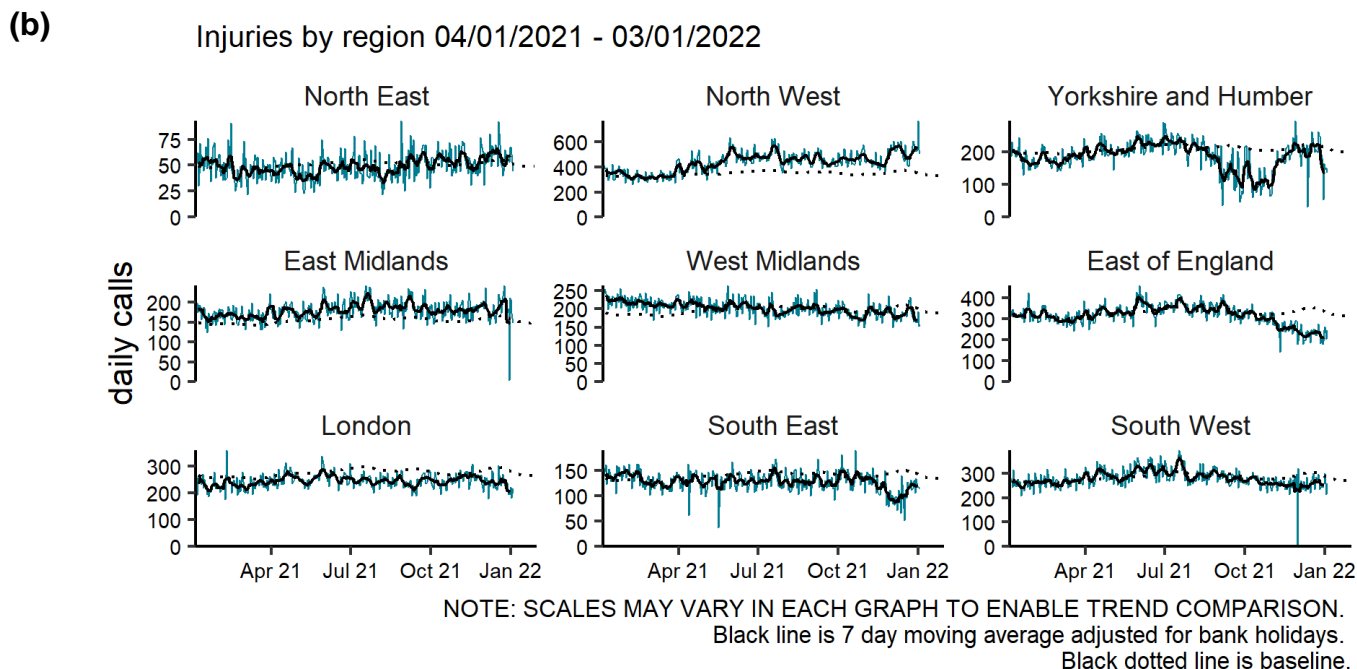 (b)
Injuries by region 04/01/2021 - 03/01/2022
daily calls
North East
75
50
25
0
North West
600
400
200
0
Yorkshire and Humber
200
100
0
East Midlands
200
150
100
50
0
West Midlands
250
200
150
100
50
0
East of England
400
300
200
100
0
London
300
200
100
0
Apr 21 Jul 21 Oct 21 Jan 22
South East
150
100
50
0
Apr 21 Jul 21 Oct 21 Jan 22
South West
300
200
100
0
Apr 21 Jul 21 Oct 21 Jan 22
NOTE: SCALES MAY VARY IN EACH GRAPH TO ENABLE TREND COMPARISON.
Black line is 7 day moving average adjusted for bank holidays.
Black dotted line is baseline.